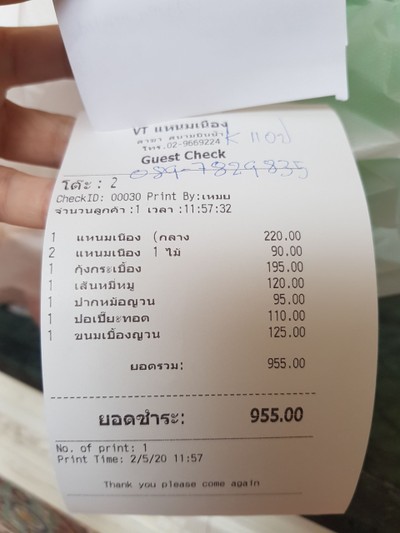 VT แหนมเนือง
สาขา สนามบินน้ำ
โทร.02-9669224
Guest Check
089-7829835
โต๊ะ : 2
CheckID: 00030 Print By:เหมย
จำนวนลูกค้า :1 เวลา :11:57:32
1 แหนมเนือง (กลาง 220.00
2 แหนมเนือง 1 ไม้ 90.00
1 กุ้งกระเบื้อง 195.00
1 เส้นหมี่หมู 120.00
1 ปากหม้อญวน 95.00
1 ปอเปี๊ยะทอด 110.00
1 ขนมเบื้องญวน 125.00
ยอดรวม: 955.00
ยอดชำระ: 955.00
No. of print: 1
Print Time: 2/5/20 11:57
Thank you please come again